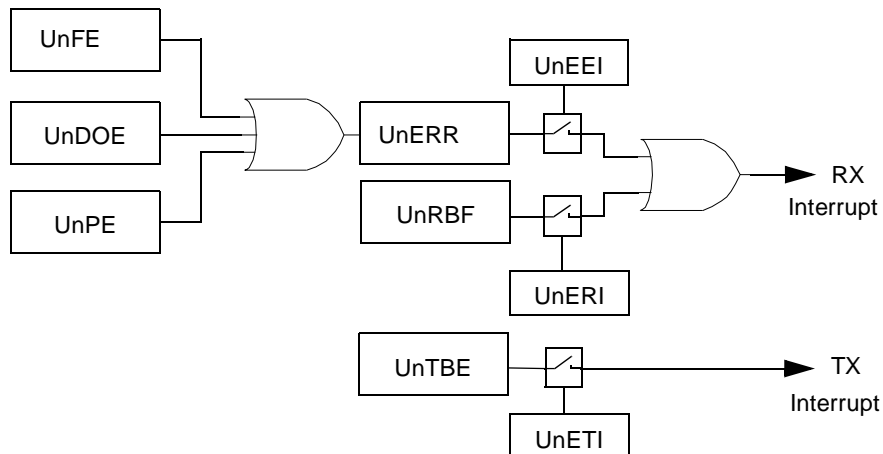 UnFE
UnEEI
UnDOE
UnERR
RX
Interrupt
UnPE
UnRBF
UnERI
UnTBE
TX
Interrupt
UnETI